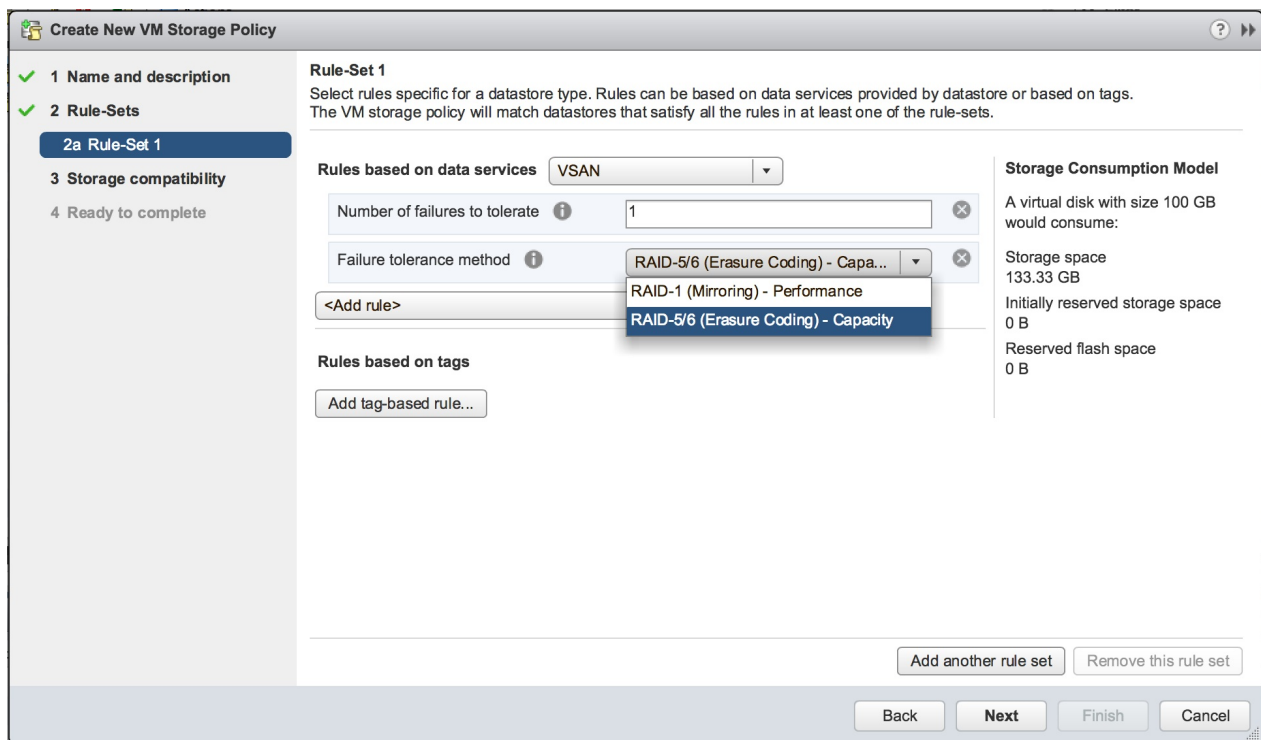 Create New VM Storage Policy
1 Name and description
2 Rule-Sets
2a Rule-Set 1
3 Storage compatibility
4 Ready to complete
Rule-Set 1
Select rules specific for a datastore type. Rules can be based on data services provided by datastore or based on tags.
The VM storage policy will match datastores that satisfy all the rules in at least one of the rule-sets.
Rules based on data services VSAN
Number of failures to tolerate 1
Failure tolerance method RAID-5/6 (Erasure Coding) - Capa...
RAID-1 (Mirroring) - Performance
RAID-5/6 (Erasure Coding) - Capacity
<Add rule>
Rules based on tags
Add tag-based rule...
Storage Consumption Model
A virtual disk with size 100 GB
would consume:
Storage space
133.33 GB
Initially reserved storage space
0 B
Reserved flash space
0 B
Add another rule set
Remove this rule set
Back
Next
Finish
Cancel